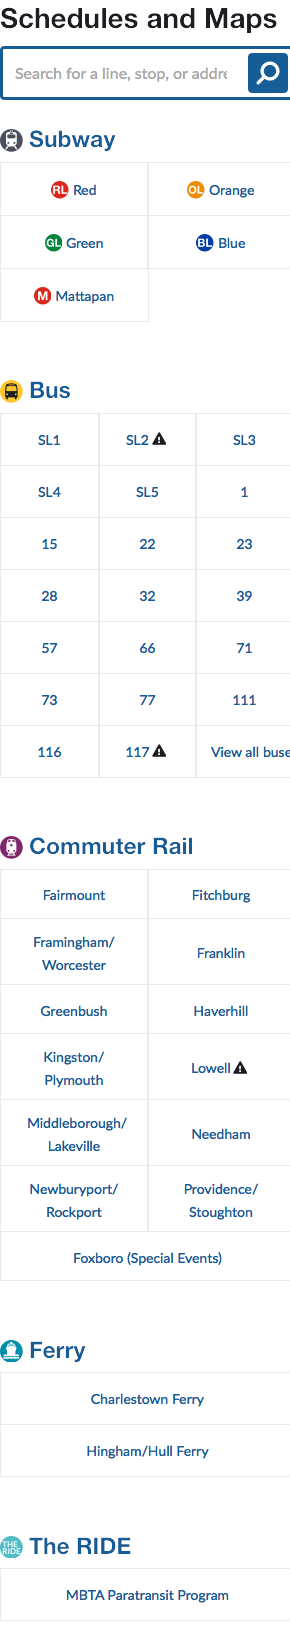 Schedules and Maps
Search for a line, stop, or addre
Subway
RL Red
OL Orange
GL Green
BL Blue
M Mattapan
Bus
SL1
SL2
SL3
SL4
SL5
1
15
22
23
28
32
39
57
66
71
73
77
111
116
117
View all buse
Commuter Rail
Fairmount
Fitchburg
Framingham/
Worcester
Franklin
Greenbush
Haverhill
Kingston/
Plymouth
Lowell
Middleborough/
Lakeville
Needham
Newburyport/
Rockport
Providence/
Stoughton
Foxboro (Special Events)
Ferry
Charlestown Ferry
Hingham/Hull Ferry
THE
RIDE
The RIDE
MBTA Paratransit Program